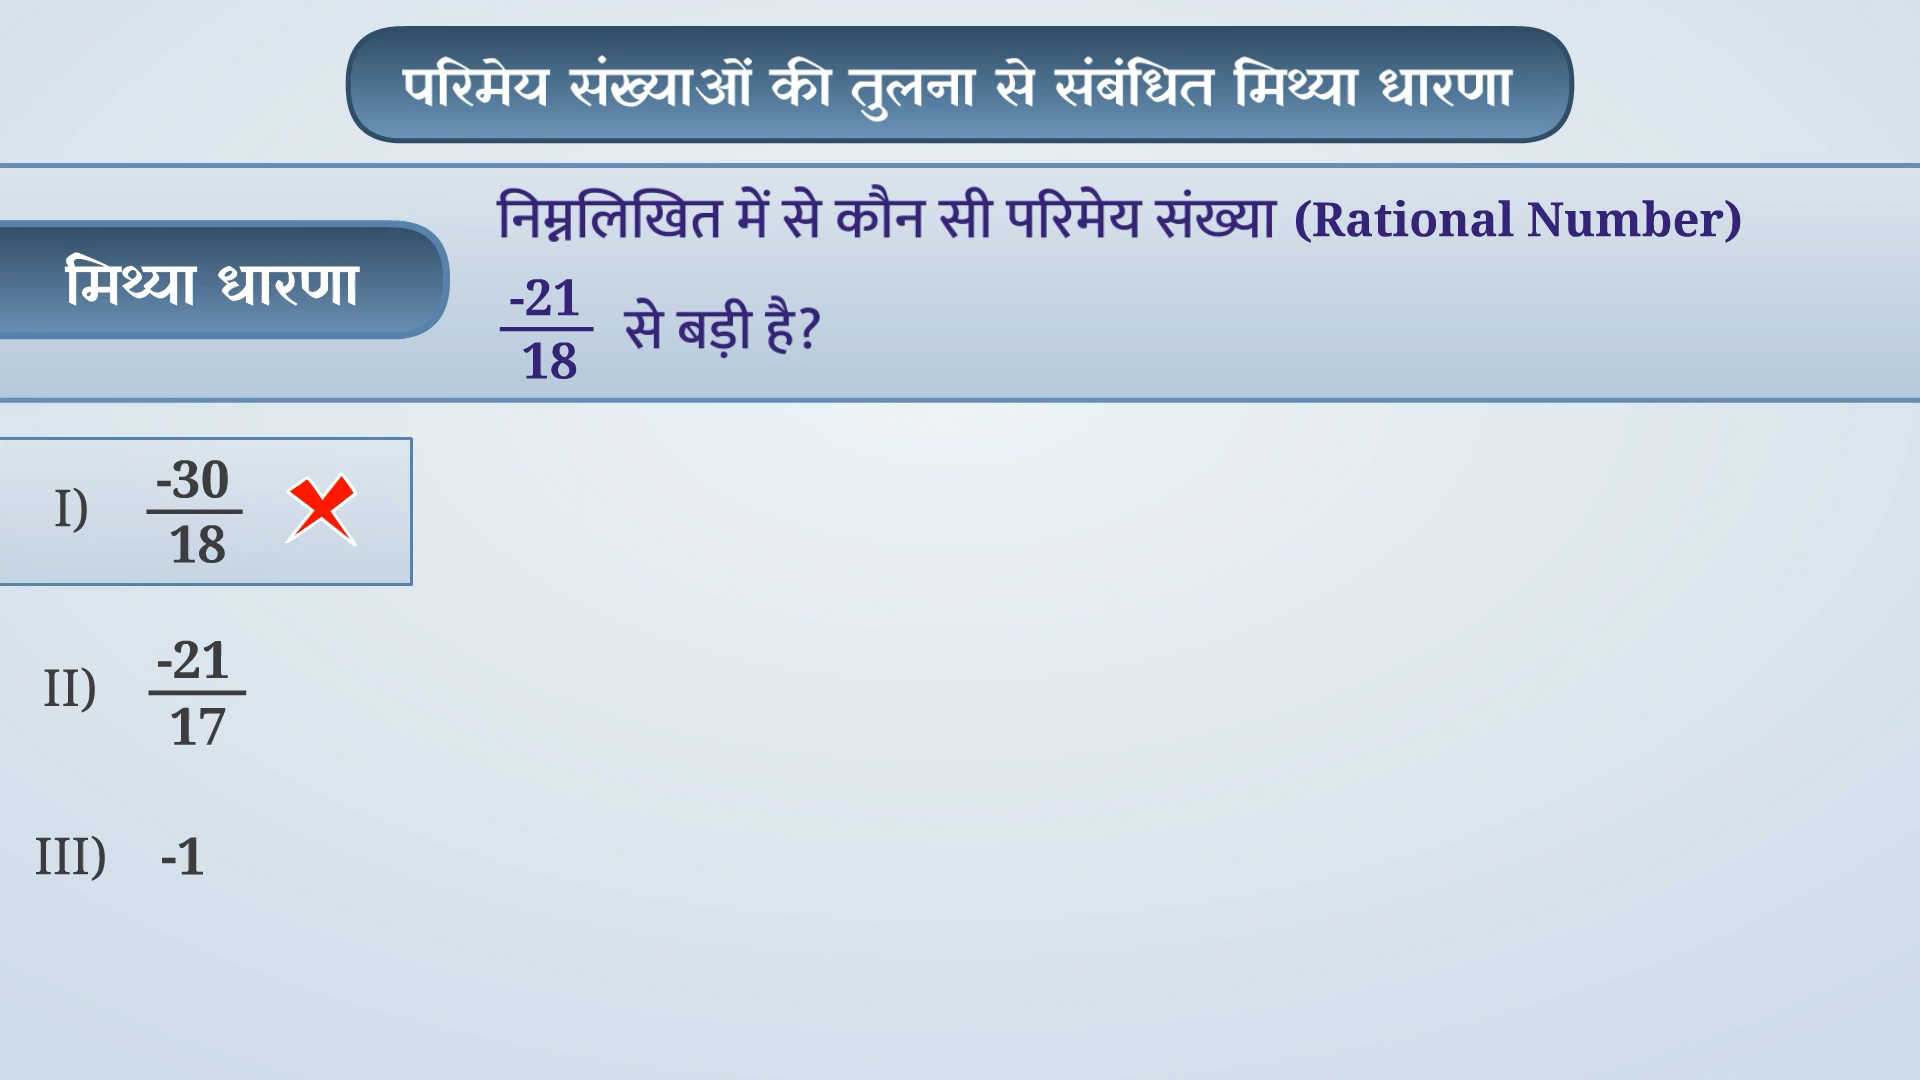 परिमेय संख्याओं की तुलना से संबंधित मिथ्या धारणा
मिथ्या धारणा
निम्नलिखित में से कौन सी परिमेय संख्या (Rational Number)
-21
18
से बड़ी है?
I)
-30
18
II)
-21
17
III) -1